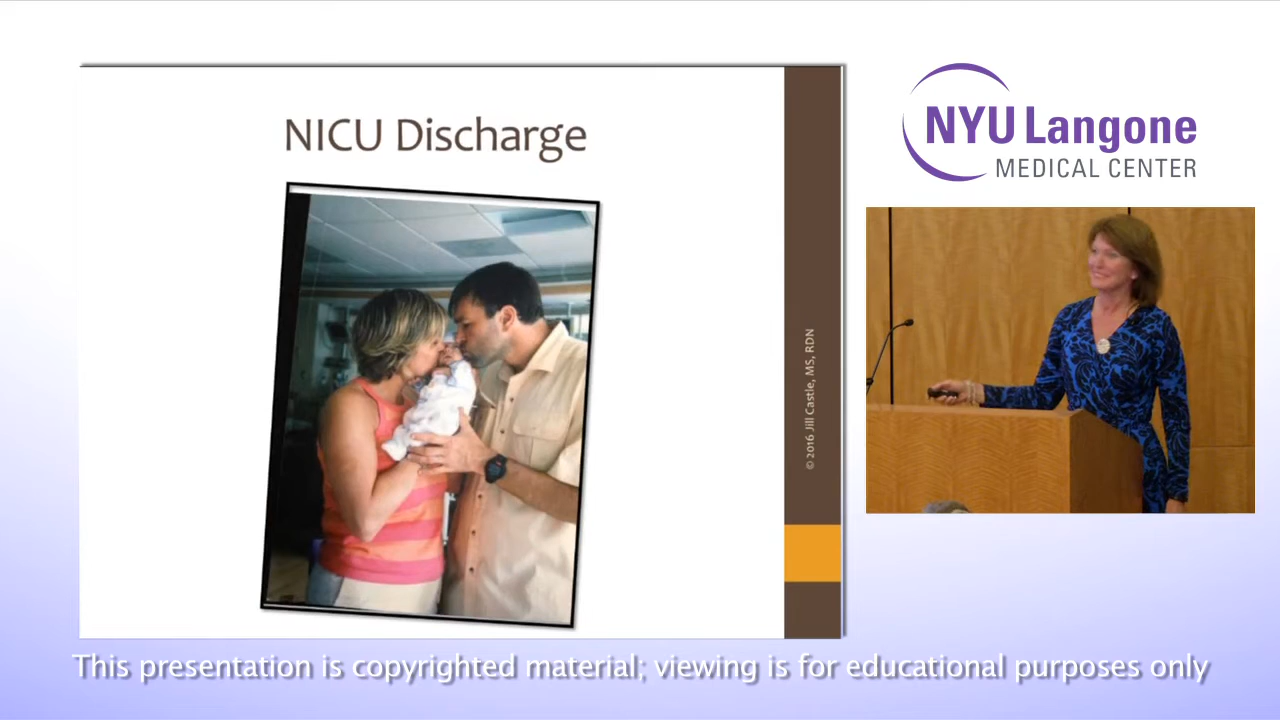 NICU Discharge
© 2016 Jill Castle, MS, RDN
NYU Langone
MEDICAL CENTER
This presentation is copyrighted material; viewing is for educational purposes only